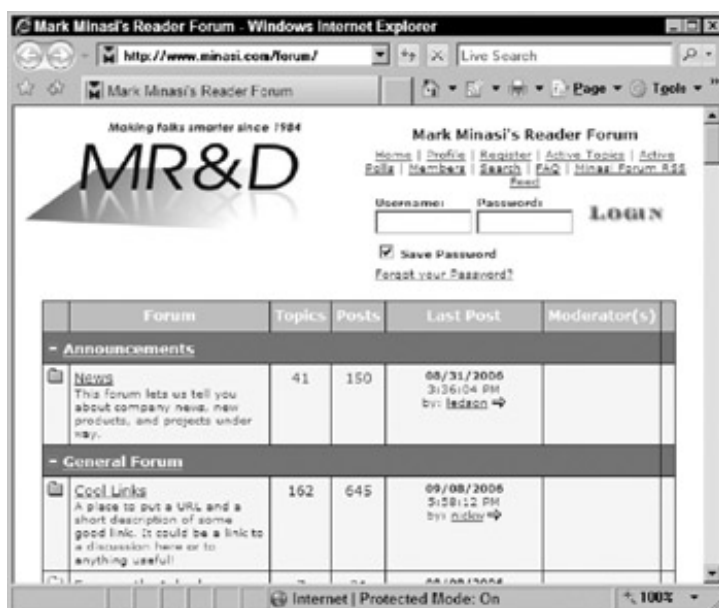 Mark Minasi's Reader Forum - Windows Internet Explorer
http://www.minasi.com/forum/
Live Search
Mark Minasi's Reader Forum
Page
Tools
Making folks smarter since 1984
MR&D
Mark Minasi's Reader Forum
Home | Profile | Register | Active Topics | Active
Polls | Members | Search | FAQ | Minasi Forum RSS
Feed
Username: Password:
LOGIN
Save Password
Forgot your Password?
Forum Topics Posts Last Post Moderator(s)
- Announcements
News 41 150 08/31/2006
This forum lets us tell you 3:36:04 PM
about company news, new by: ledson
products, and projects under
way.
- General Forum
Cool Links 162 645 09/08/2006
A place to put a URL and a 5:58:12 PM
short description of some by:
good link. It could be a link to
a discussion here or to
anything useful!
Internet | Protected Mode: On
100%